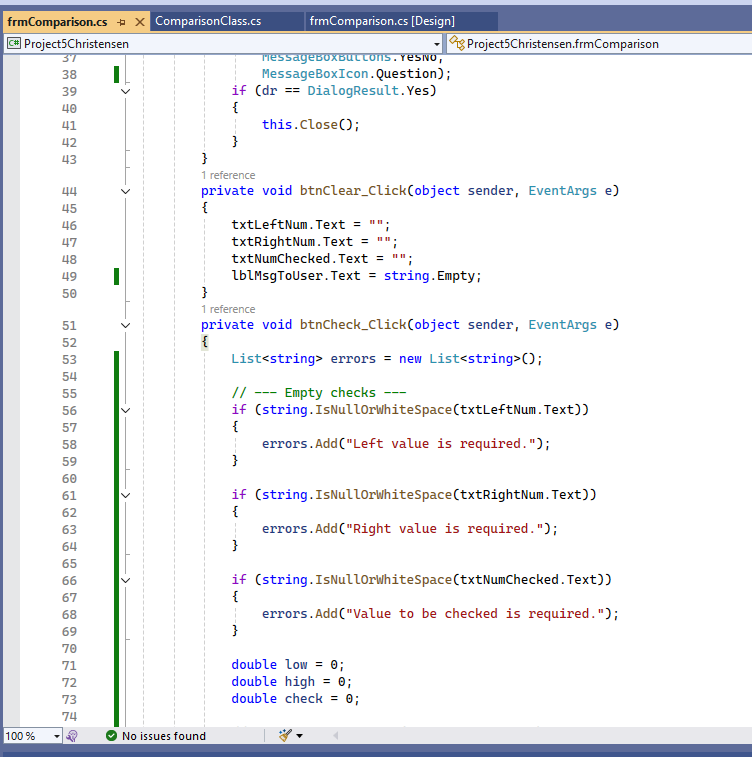 frmComparison.cs ComparisonClass.cs frmComparison.cs [Design]
C# Project5Christensen Project5Christensen.frmComparison
37 MessageBoxButtons.YesNo,
38 MessageBoxIcon.Question);
39 if (dr == DialogResult.Yes)
40 {
41 this.Close();
42 }
43 }
1 reference
44 private void btnClear_Click(object sender, EventArgs e)
45 {
46 txtLeftNum.Text = "";
47 txtRightNum.Text = "";
48 txtNumChecked.Text = "";
49 lblMsgToUser.Text = string.Empty;
50 }
1 reference
51 private void btnCheck_Click(object sender, EventArgs e)
52 {
53 List<string> errors = new List<string>();
54
55 // --- Empty checks ---
56 if (string.IsNullOrWhiteSpace(txtLeftNum.Text))
57 {
58 errors.Add("Left value is required.");
59 }
60
61 if (string.IsNullOrWhiteSpace(txtRightNum.Text))
62 {
63 errors.Add("Right value is required.");
64 }
65
66 if (string.IsNullOrWhiteSpace(txtNumChecked.Text))
67 {
68 errors.Add("Value to be checked is required.");
69 }
70
71 double low = 0;
72 double high = 0;
73 double check = 0;
74
100 % No issues found